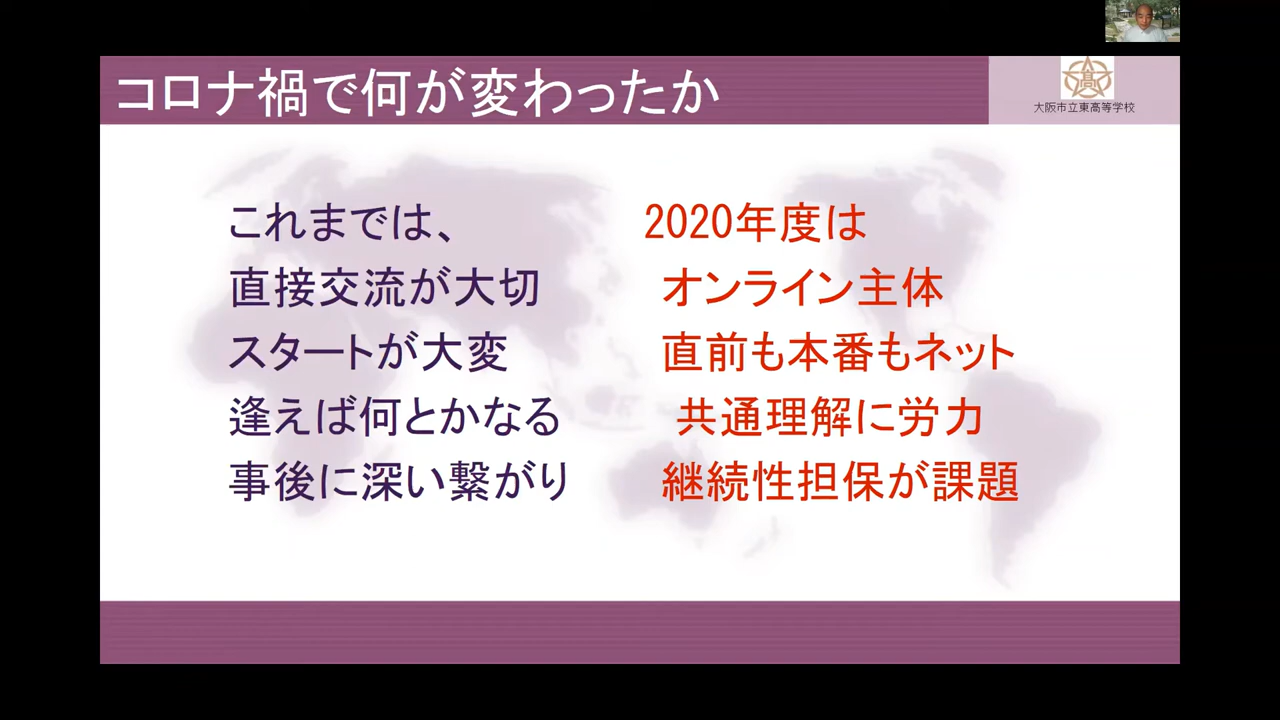 コロナ禍で何が変わったか
高
大阪市立東高等学校
これまでは、
直接交流が大切
スタートが大変
逢えば何とかなる
事後に深い繋がり
2020年度は
オンライン主体
直前も本番もネット
共通理解に労力
継続性担保が課題